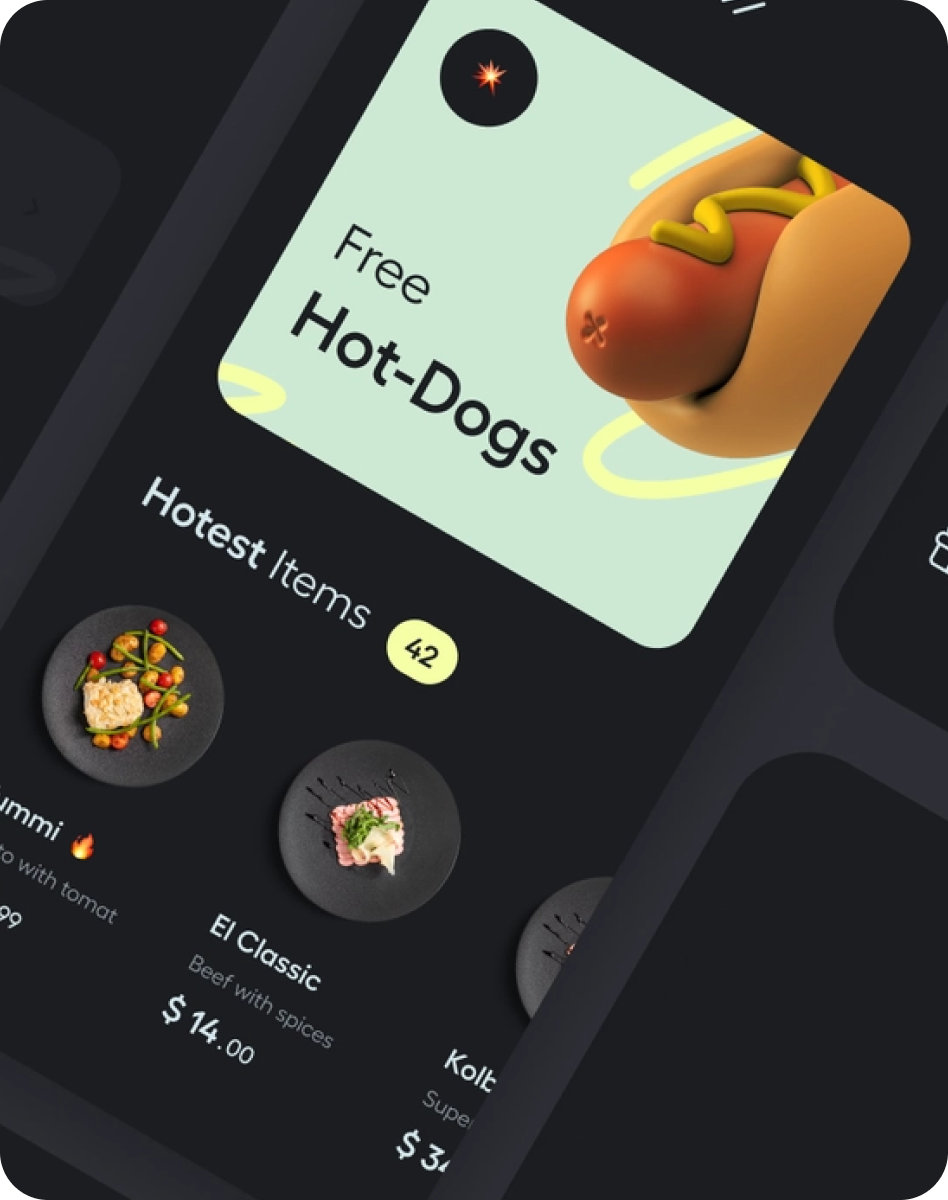 Free
Hot-Dogs
Hotest Items
42
ummi 🔥
to with tomat
99
El Classic
Beef with spices
$ 14.00
Kolb
Super
$ 34